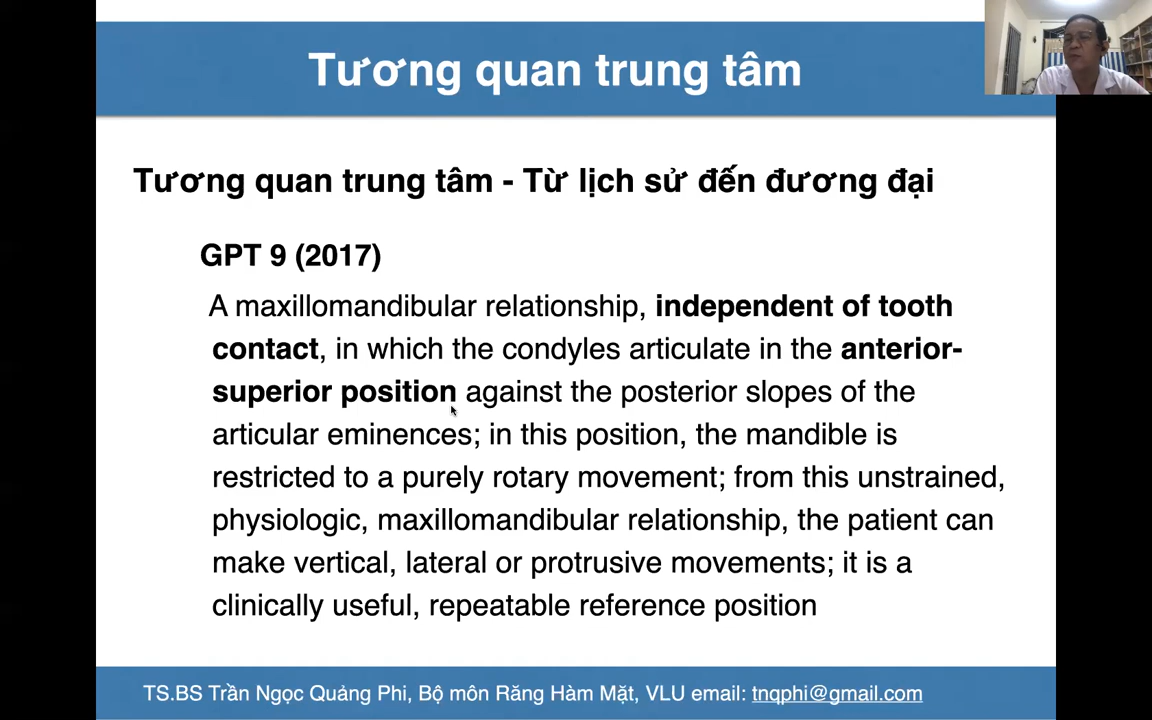 Tương quan trung tâm
Tương quan trung tâm - Từ lịch sử đến đương đại
GPT 9 (2017)
A maxillomandibular relationship, independent of tooth
contact, in which the condyles articulate in the anterior-
superior position against the posterior slopes of the
articular eminences; in this position, the mandible is
restricted to a purely rotary movement; from this unstrained,
physiologic, maxillomandibular relationship, the patient can
make vertical, lateral or protrusive movements; it is a
clinically useful, repeatable reference position
TS.BS Trần Ngọc Quảng Phi, Bộ môn Răng Hàm Mặt, VLU email: tnqphi@gmail.com